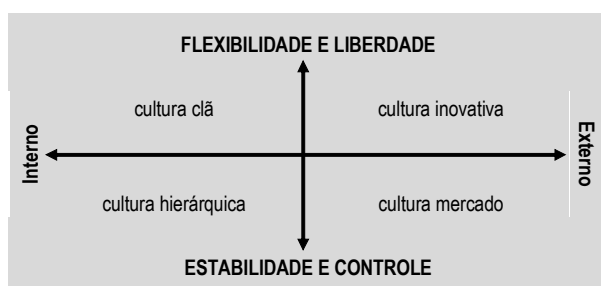 FLEXIBILIDADE E LIBERDADE
cultura clã
cultura inovativa
Interno
Externo
cultura hierárquica
cultura mercado
ESTABILIDADE E CONTROLE